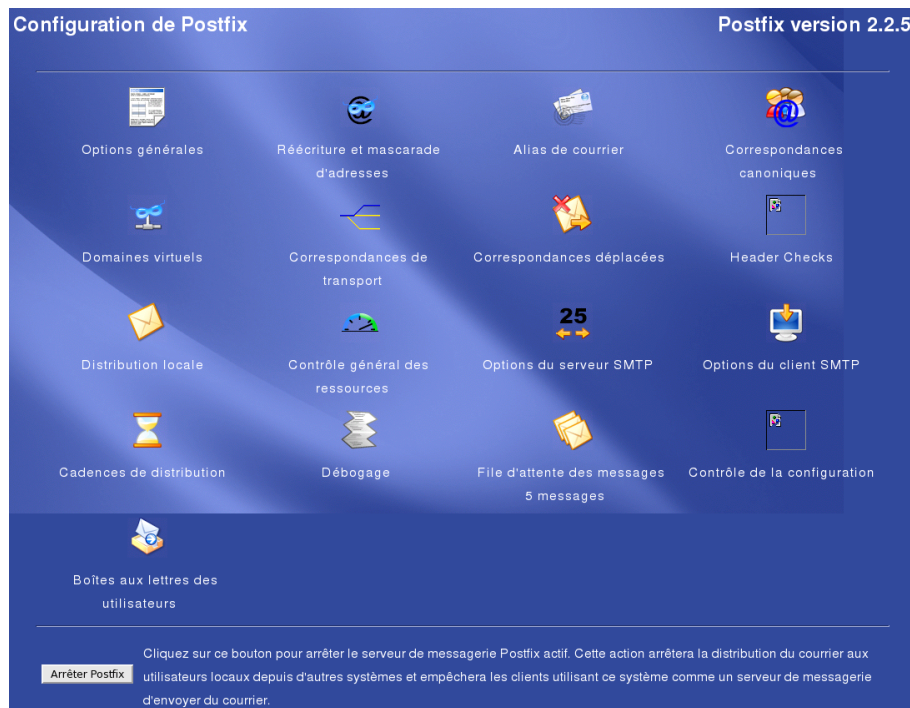 Configuration de Postfix
Postfix version 2.2.5
Options générales
Réécriture et mascarade
d'adresses
Alias de courrier
Correspondances
canoniques
Domaines virtuels
Correspondances de
transport
Correspondances déplacées
Header Checks
Distribution locale
Contrôle général des
ressources
25
Options du serveur SMTP
Options du client SMTP
Cadences de distribution
Débogage
File d'attente des messages
5 messages
Contrôle de la configuration
Boîtes aux lettres des
utilisateurs
Arrêter Postfix
Cliquez sur ce bouton pour arrêter le serveur de messagerie Postfix actif. Cette action arrêtera la distribution du courrier aux
utilisateurs locaux depuis d'autres systèmes et empêchera les clients utilisant ce système comme un serveur de messagerie
d'envoyer du courrier.